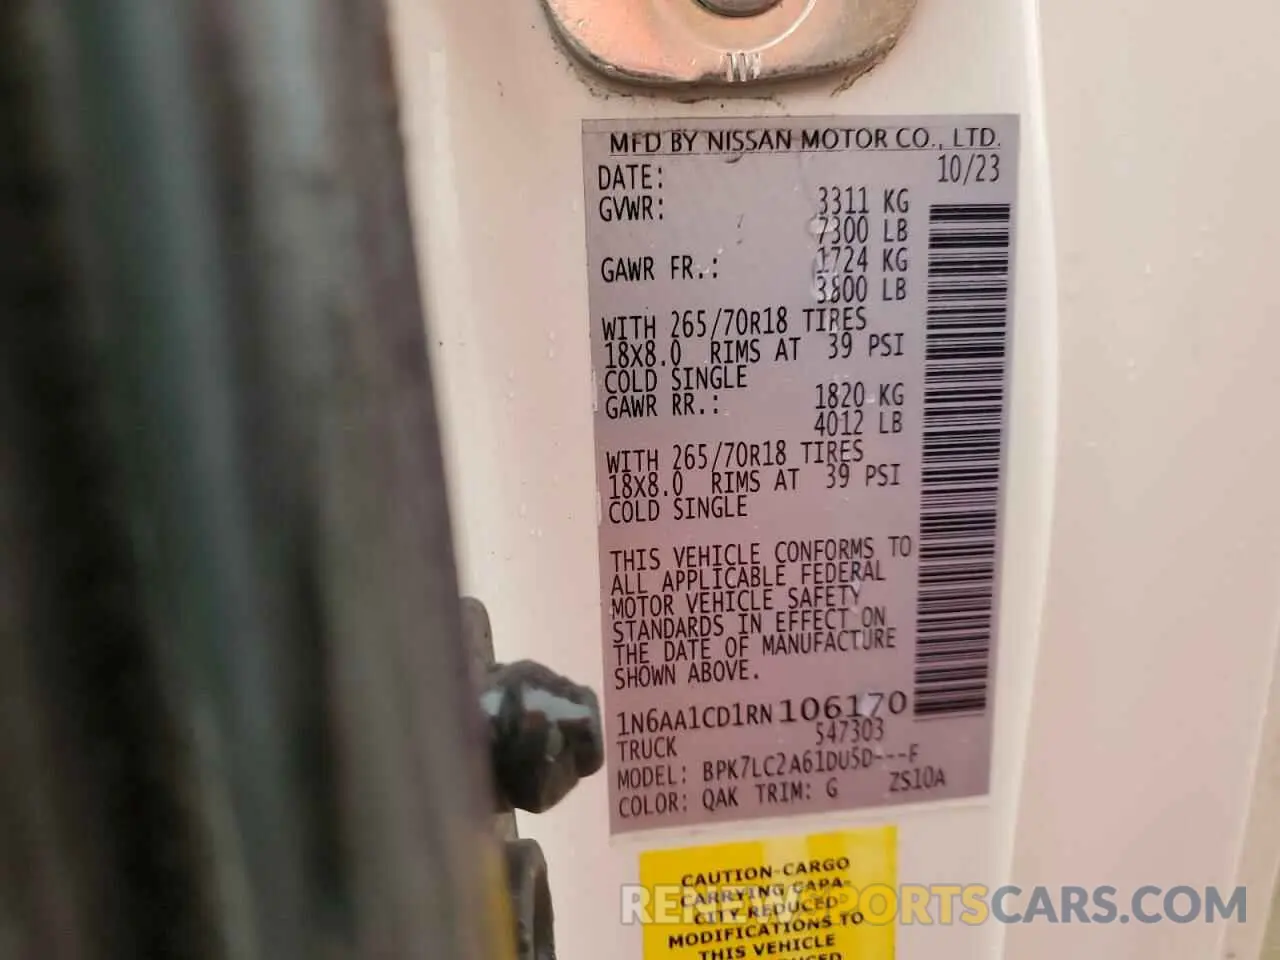 MFD BY NISSAN MOTOR CO., LTD.
DATE: 10/23
GVWR: 3311 KG
7300 LB
GAWR FR.: 1724 KG
3800 LB
WITH 265/70R18 TIRES
18X8.0 RIMS AT 39 PSI
COLD SINGLE
GAWR RR.: 1820 KG
4012 LB
WITH 265/70R18 TIRES
18X8.0 RIMS AT 39 PSI
COLD SINGLE
THIS VEHICLE CONFORMS TO
ALL APPLICABLE FEDERAL
MOTOR VEHICLE SAFETY
STANDARDS IN EFFECT ON
THE DATE OF MANUFACTURE
SHOWN ABOVE.
1N6AA1CD1RN106170
TRUCK 547303
MODEL: BPK7LC2A61DU5D---F
COLOR: QAK TRIM: G ZS10A
CAUTION-CARGO
CARRYING CAPA-
CITY REDUCED
MODIFICATIONS TO
THIS VEHICLE
RENEWSPORTSCARS.COM